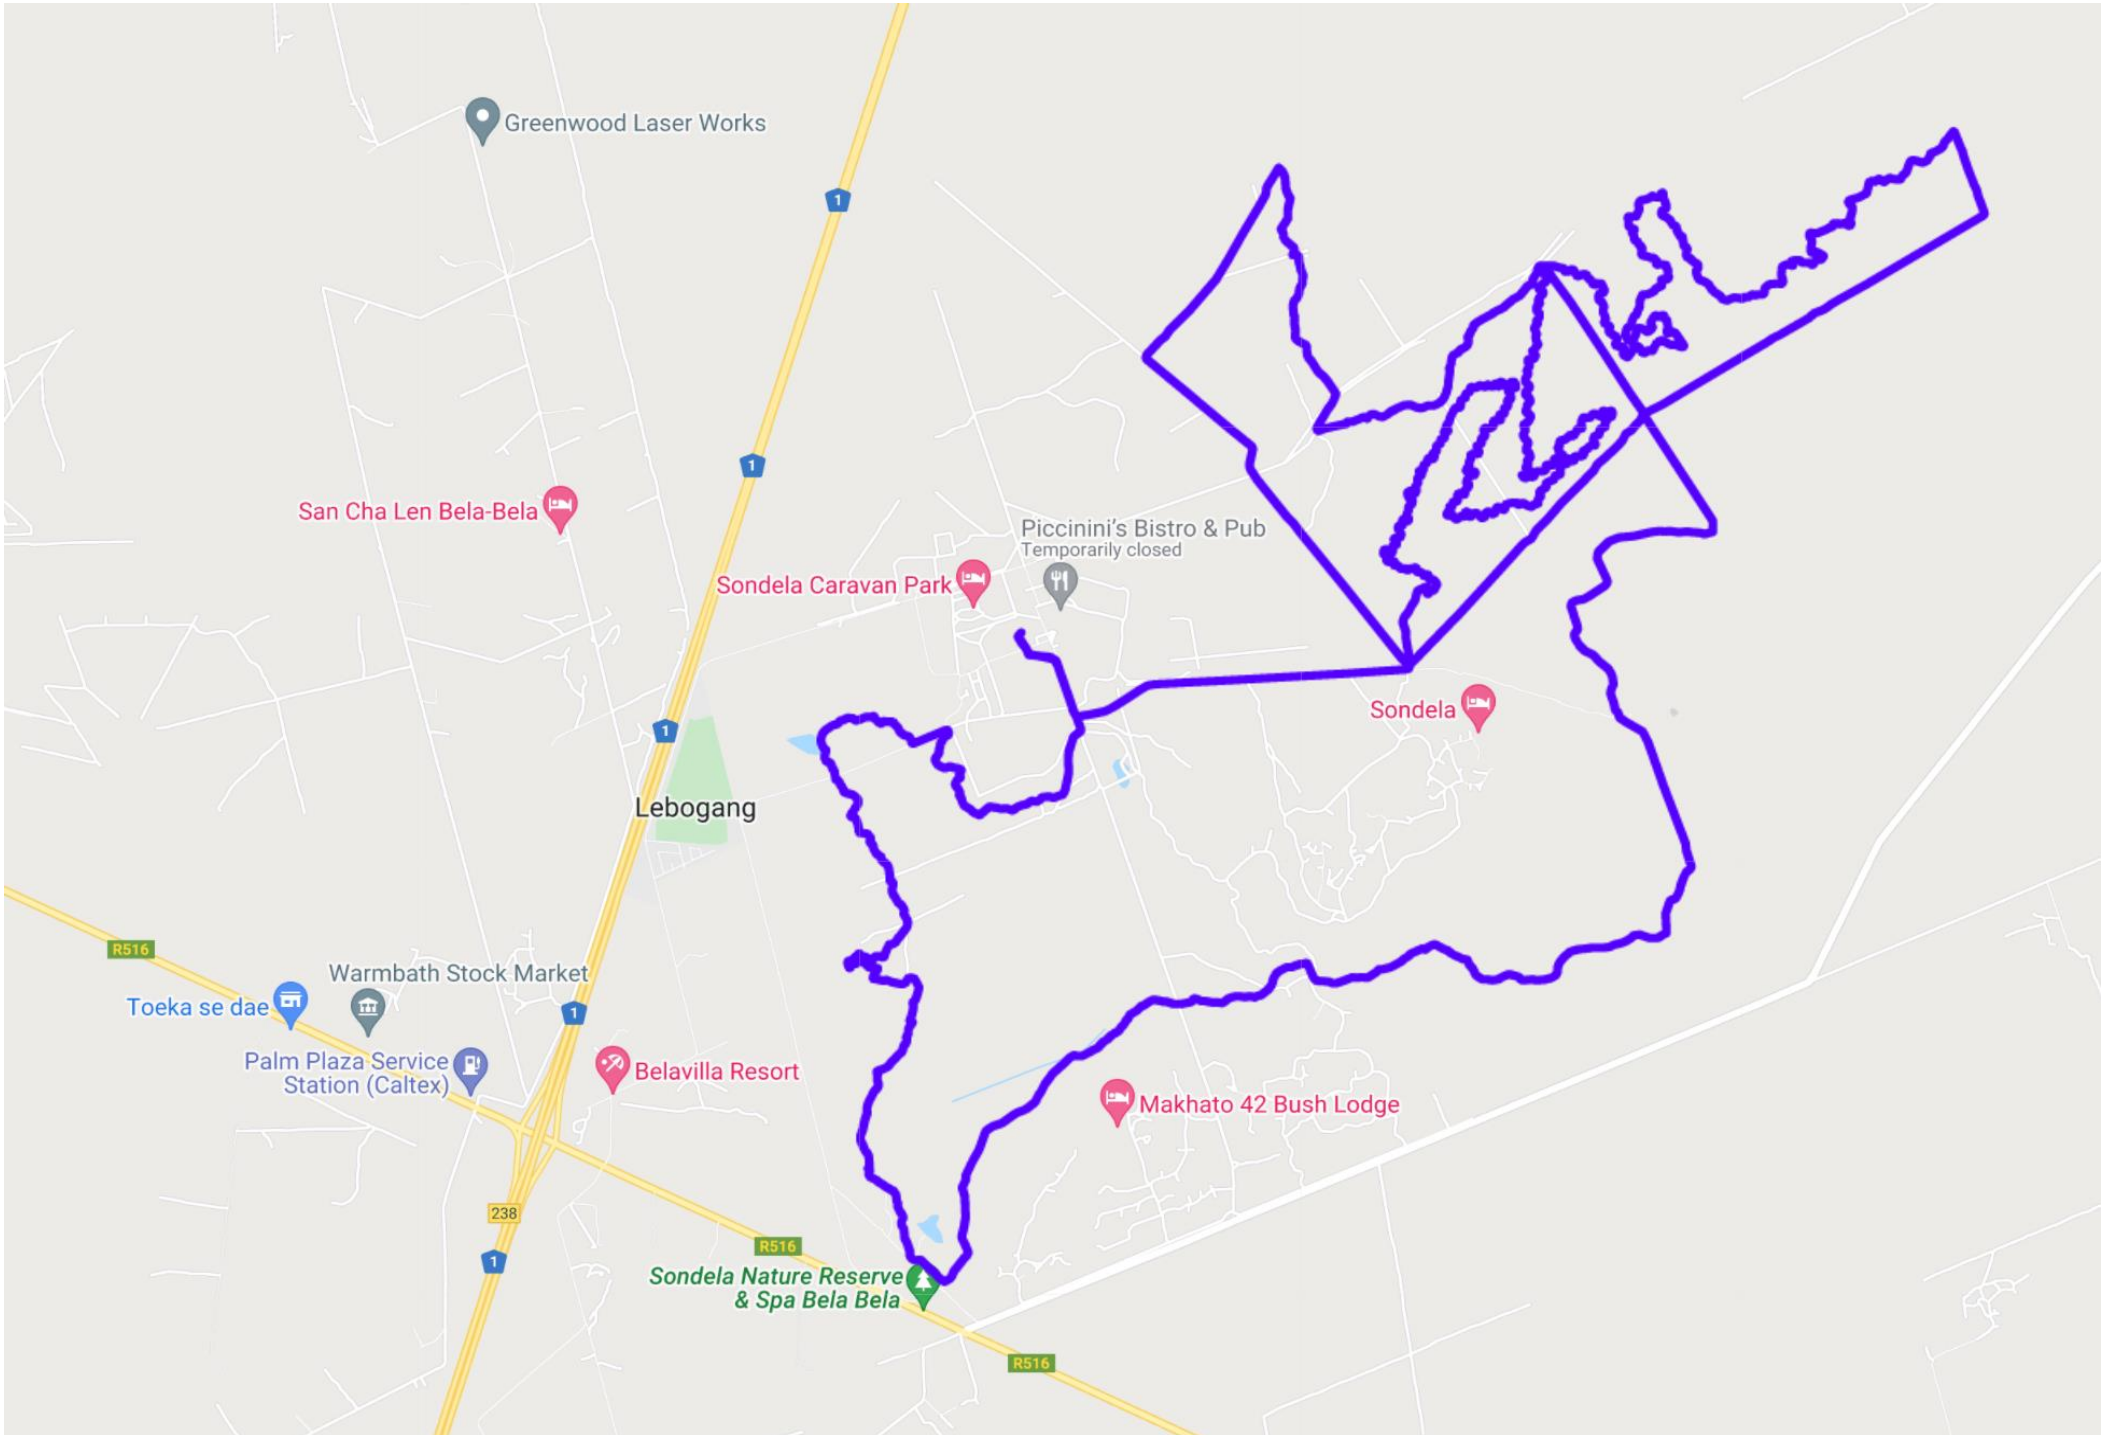 Greenwood Laser Works
1
1
San Cha Len Bela-Bela
Piccinini's Bistro & Pub
Temporarily closed
Sondela Caravan Park
Sondela
1
Lebogang
R516
Warmbath Stock Market
Toeka se dae
1
Palm Plaza Service
Station (Caltex)
Belavilla Resort
Makhato 42 Bush Lodge
238
R516
1
Sondela Nature Reserve
& Spa Bela Bela
R516